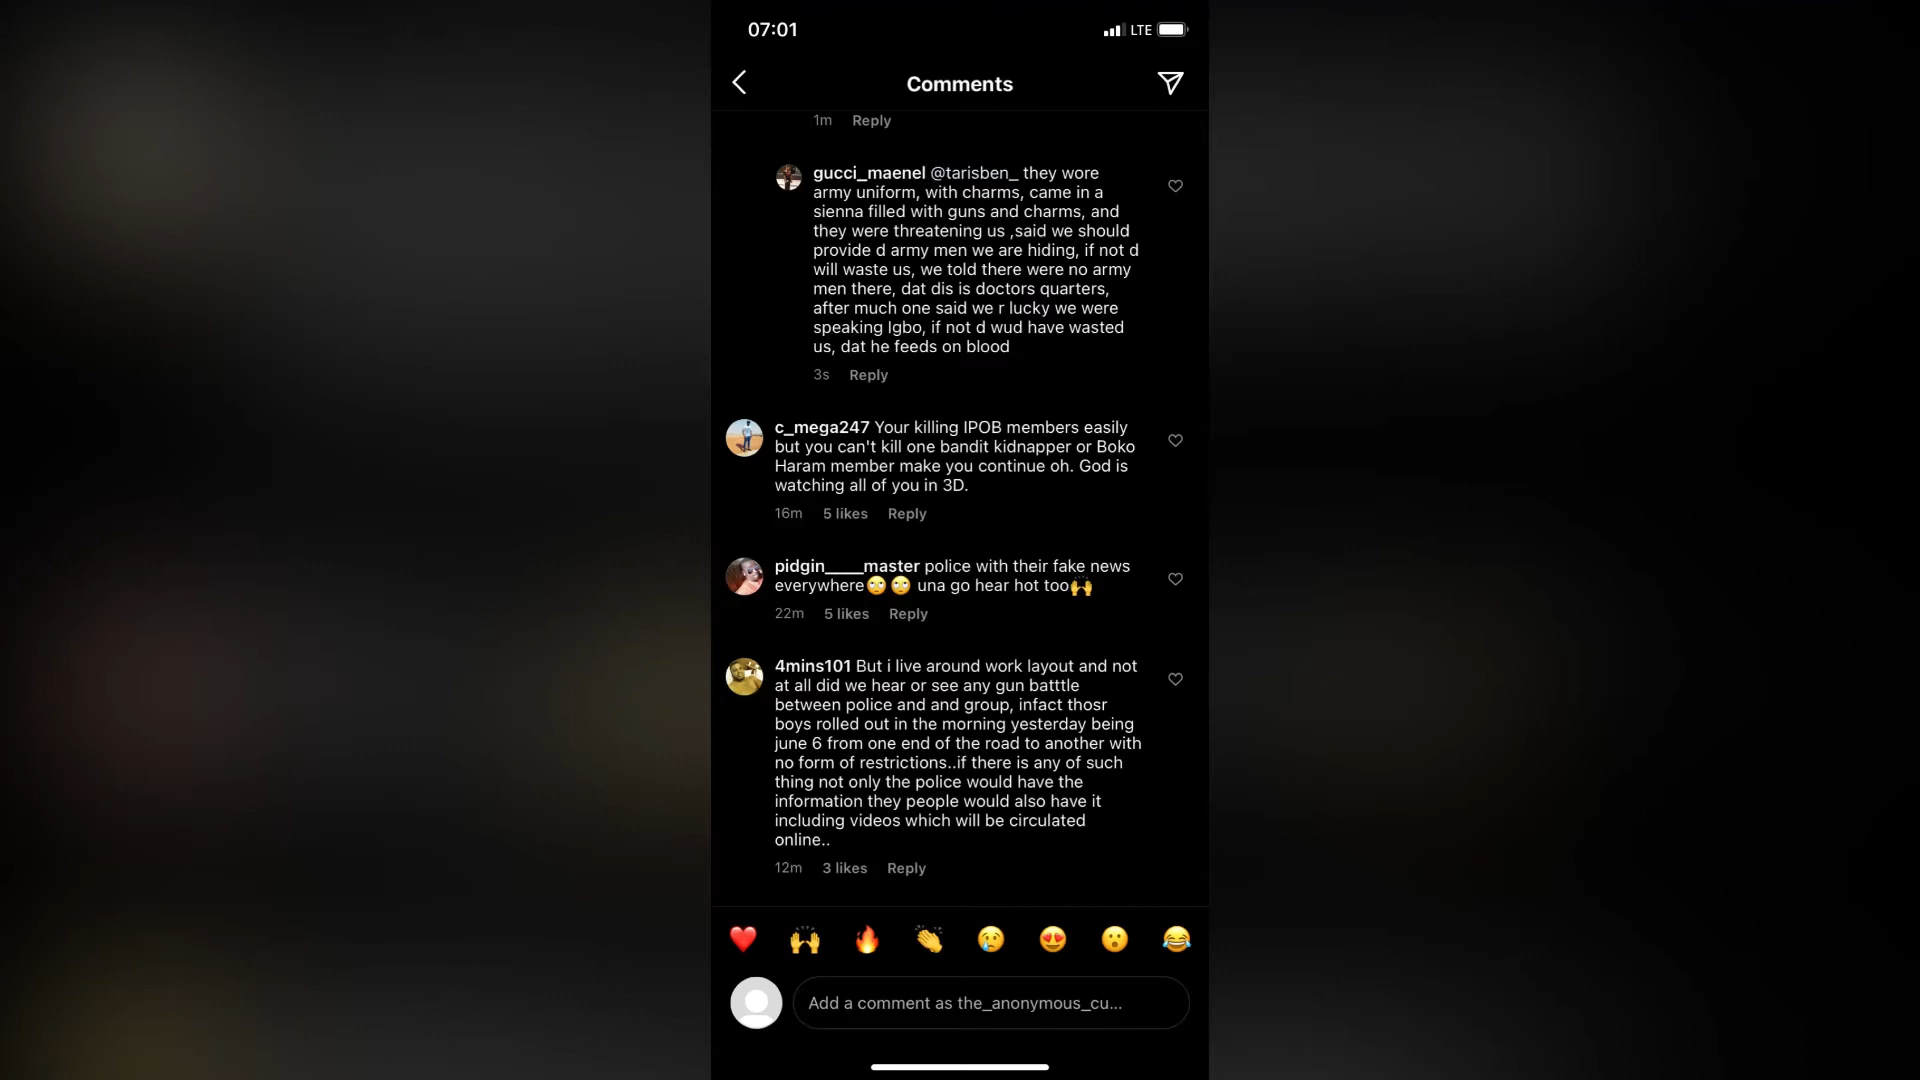 07:01
LTE
Comments
1m Reply
gucci_maenel @tarisben_ they wore
army uniform, with charms, came in a
sienna filled with guns and charms, and
they were threatening us ,said we should
provide d army men we are hiding, if not d
will waste us, we told there were no army
men there, dat dis is doctors quarters,
after much one said we r lucky we were
speaking Igbo, if not d wud have wasted
us, dat he feeds on blood
3s Reply
c_mega247 Your killing IPOB members easily
but you can't kill one bandit kidnapper or Boko
Haram member make you continue oh. God is
watching all of you in 3D.
16m 5 likes Reply
pidgin____master police with their fake news
everywhere🙄🙄 una go hear hot too🙌
22m 5 likes Reply
4mins101 But i live around work layout and not
at all did we hear or see any gun batttle
between police and and group, infact thosr
boys rolled out in the morning yesterday being
june 6 from one end of the road to another with
no form of restrictions..if there is any of such
thing not only the police would have the
information they people would also have it
including videos which will be circulated
online..
12m 3 likes Reply
Add a comment as the_anonymous_cu...